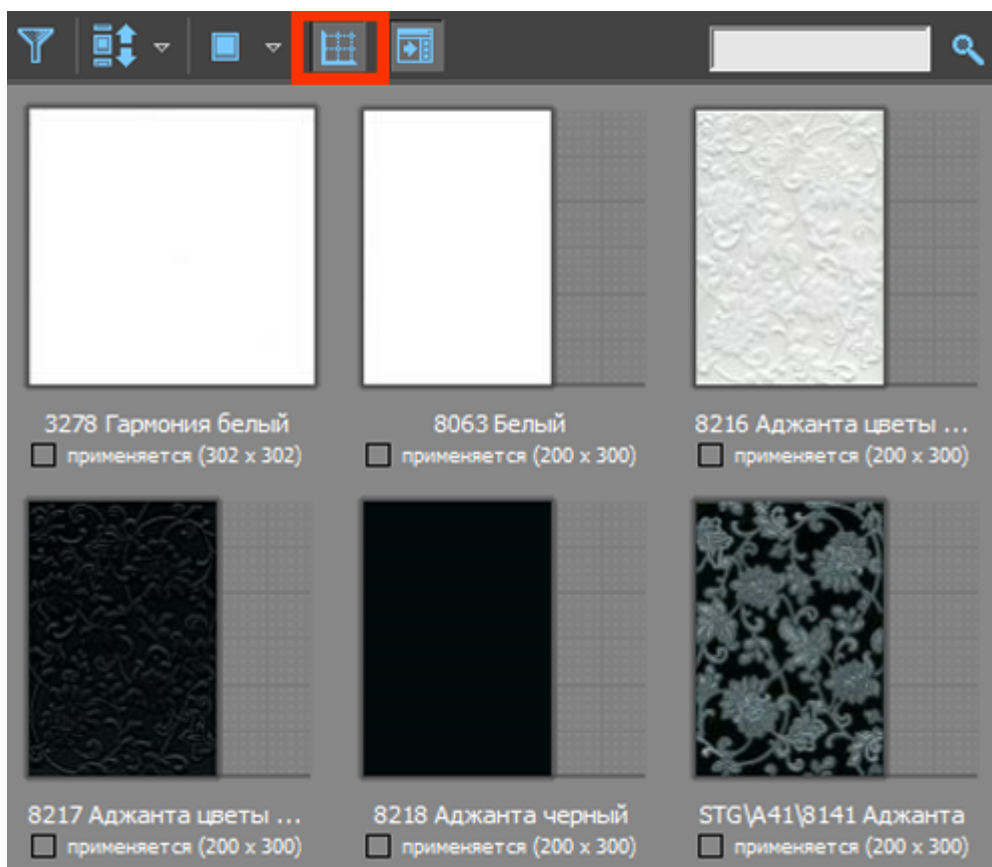 3278 Гармония белый
применяется (302 x 302)
8063 Белый
применяется (200 x 300)
8216 Аджанта цветы ...
применяется (200 x 300)
8217 Аджанта цветы ...
применяется (200 x 300)
8218 Аджанта черный
применяется (200 x 300)
STG\A41\8141 Аджанта
применяется (200 x 300)